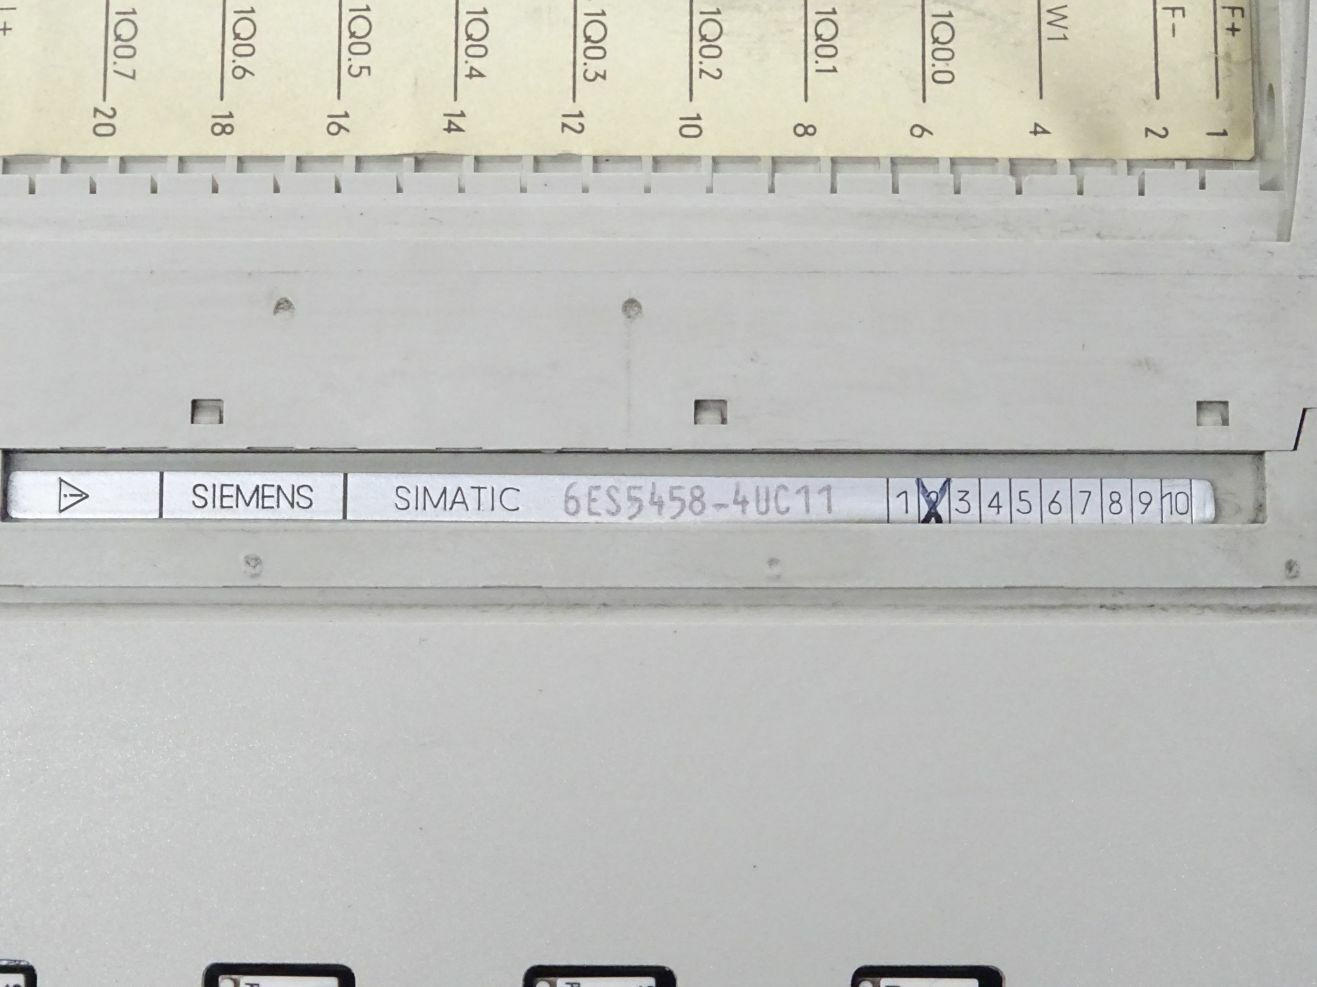 L+
1Q0.7 20
1Q0.6 18
1Q0.5 16
1Q0.4 14
1Q0.3 12
1Q0.2 10
1Q0.1 8
1Q0.0 6
W1 4
F- 2
F+ 1
SIEMENS SIMATIC 6ES5458-4UC11 1 2 3 4 5 6 7 8 9 10